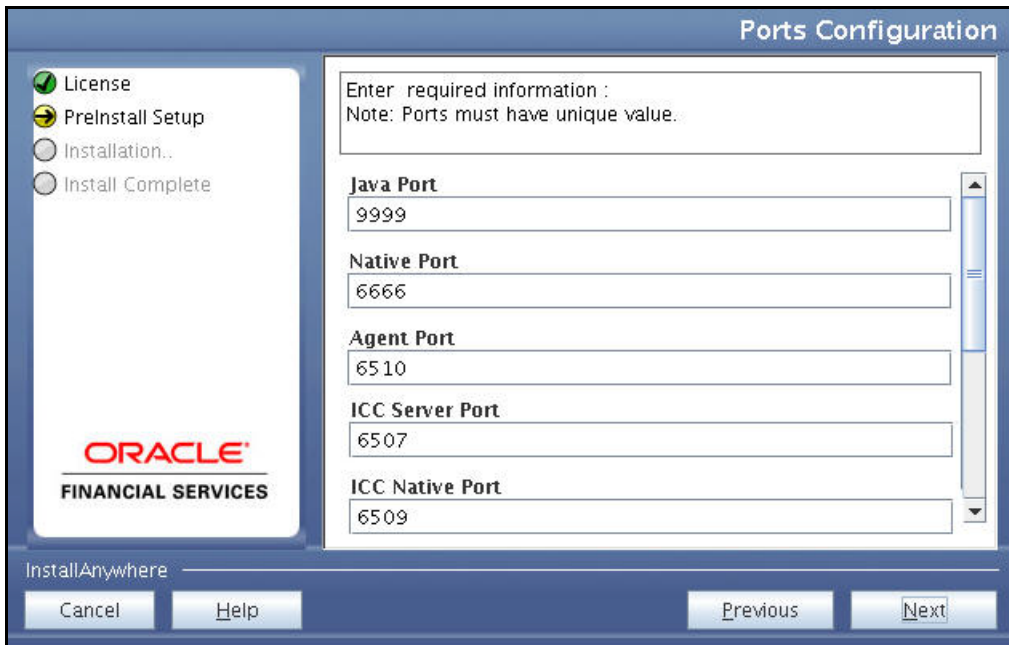 Ports Configuration
License
PreInstall Setup
Installation..
Install Complete
ORACLE®
FINANCIAL SERVICES
Enter required information :
Note: Ports must have unique value.
Java Port
9999
Native Port
6666
Agent Port
6510
ICC Server Port
6507
ICC Native Port
6509
InstallAnywhere
Cancel
Help
Previous
Next